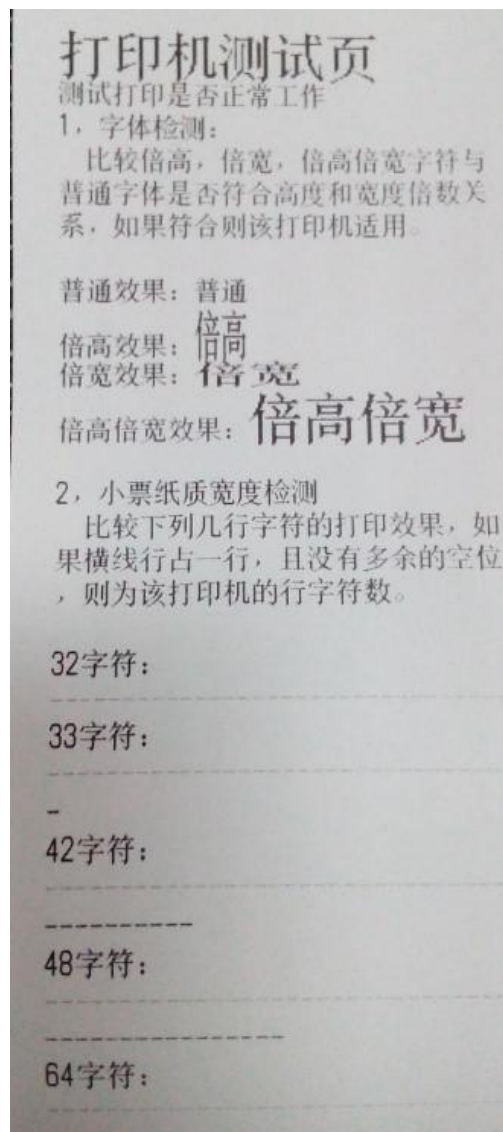 打印机测试页
测试打印是否正常工作
1，字体检测：
比较倍高，倍宽，倍高倍宽字符与
普通字体是否符合高度和宽度倍数关
系，如果符合则该打印机适用。
普通效果：普通
倍高效果：倍高
倍宽效果：倍宽
倍高倍宽效果：倍高倍宽
2，小票纸质宽度检测
比较下列几行字符的打印效果，如
果横线行占一行，且没有多余的空位
，则为该打印机的行字符数。
32字符：
--------------------------------
33字符：
--------------------------------
-
42字符：
--------------------------------
----------
48字符：
--------------------------------
----------------
64字符：
--------------------------------